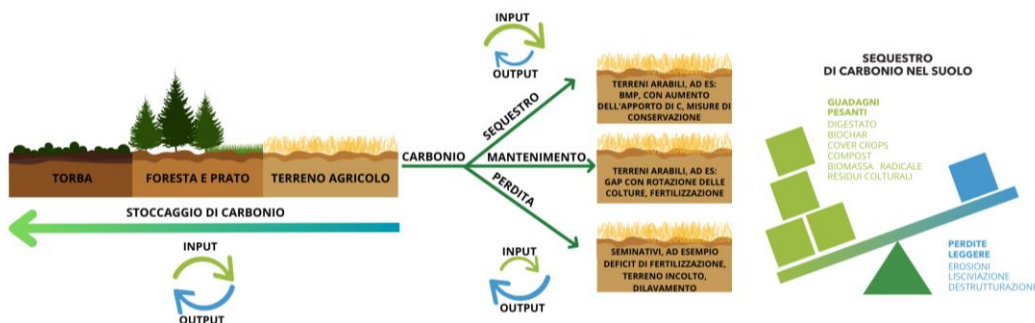 TORBA
FORESTA E PRATO
TERRENO AGRICOLO
STOCCAGGIO DI CARBONIO
INPUT
OUTPUT
CARBONIO
INPUT
OUTPUT
SEQUESTRO
MANTENIMENTO
PERDITA
INPUT
OUTPUT
TERRENI ARABILI, AD ES:
BMP, CON AUMENTO
DELL'APPORTO DI C, MISURE DI
CONSERVAZIONE
TERRENI ARABILI, AD ES:
GAP CON ROTAZIONE DELLE
COLTURE, FERTILIZZAZIONE
SEMINATIVI, AD ESEMPIO
DEFICIT DI FERTILIZZAZIONE,
TERRENO INCOLTO,
DILAVAMENTO
SEQUESTRO
DI CARBONIO NEL SUOLO
GUADAGNI
PESANTI
DIGESTATO
BIOCHAR
COVER CROPS
COMPOST
BIOMASSA RADICALE
RESIDUI COLTURALI
PERDITE
LEGGERE
EROSIONI
LISCIVIAZIONE
DESTRUTTURAZIONE